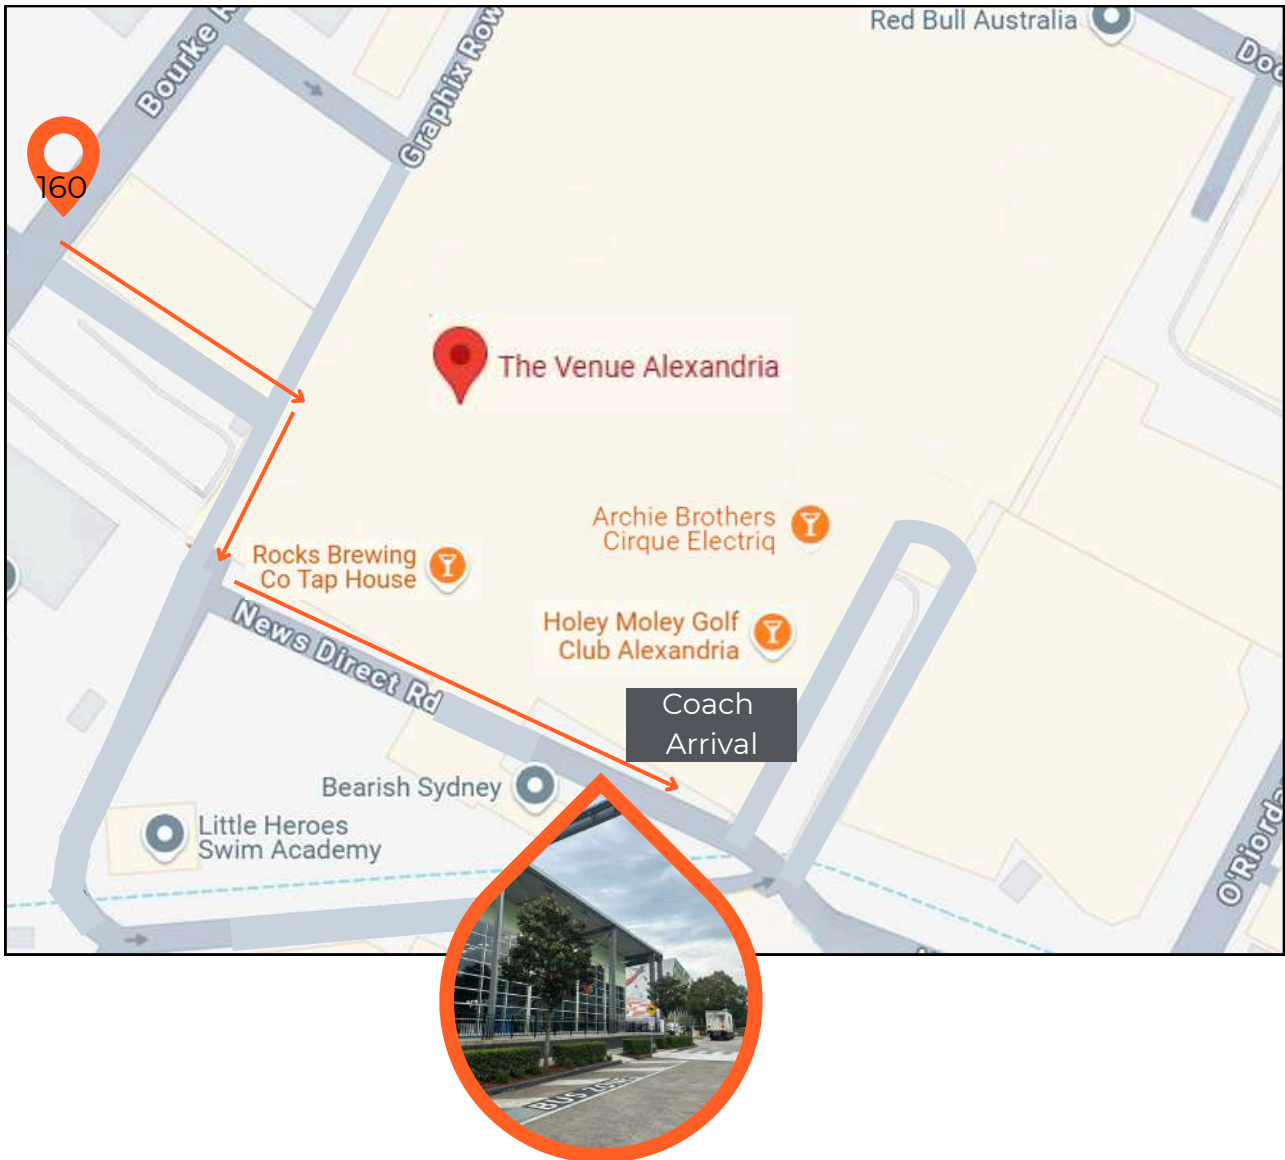 Red Bull Australia
Bourke
Graphix Row
160
The Venue Alexandria
Archie Brothers
Cirque Electriq
Rocks Brewing
Co Tap House
Holey Moley Golf
Club Alexandria
News Direct Rd
Coach
Arrival
Bearish Sydney
Little Heroes
Swim Academy
O'Riorda
BUS ZONE